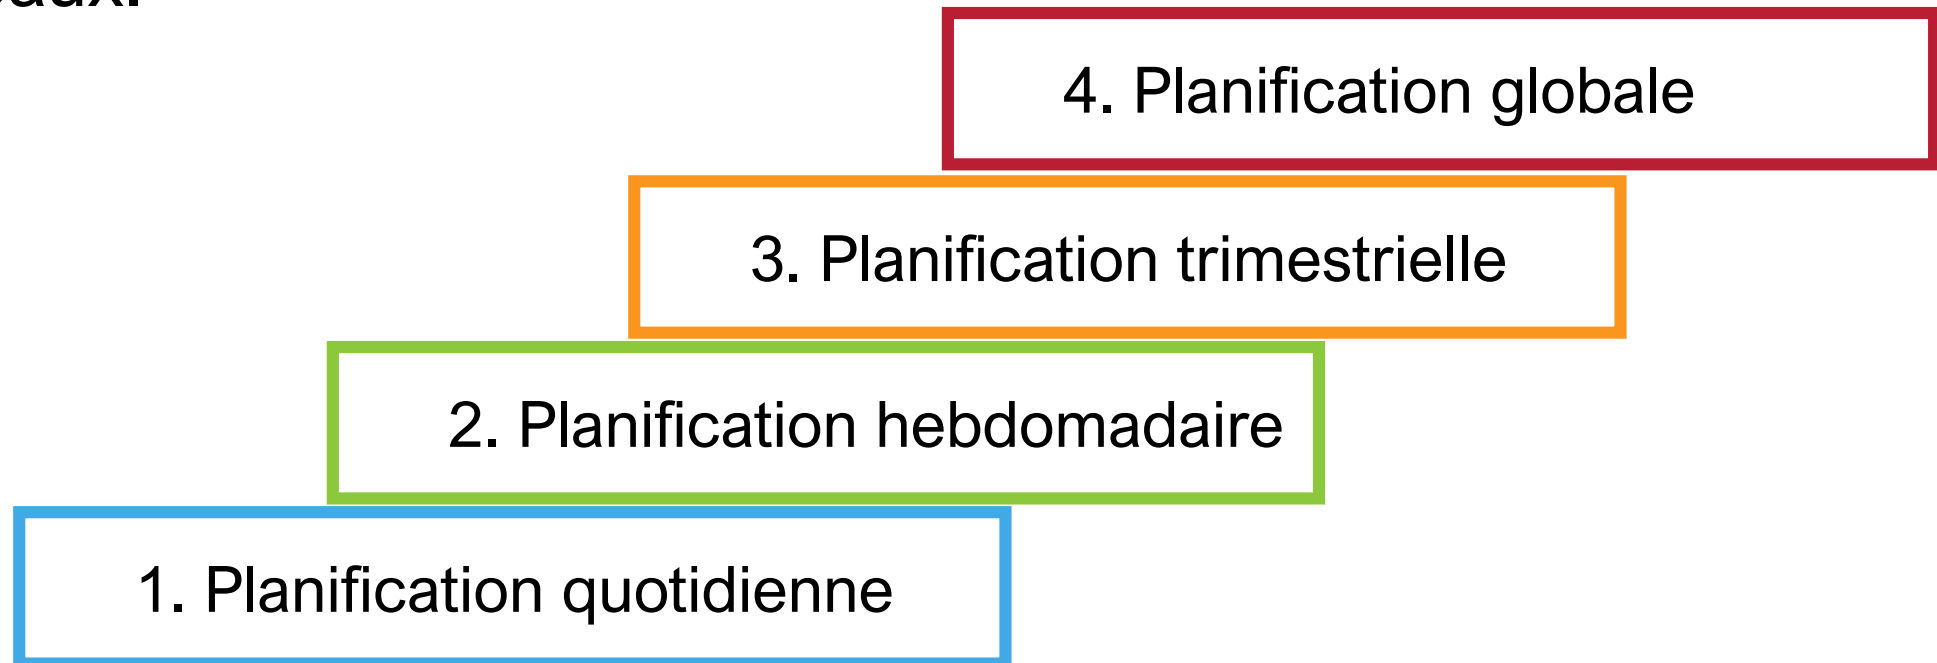 4. Planification globale
3. Planification trimestrielle
2. Planification hebdomadaire
1. Planification quotidienne